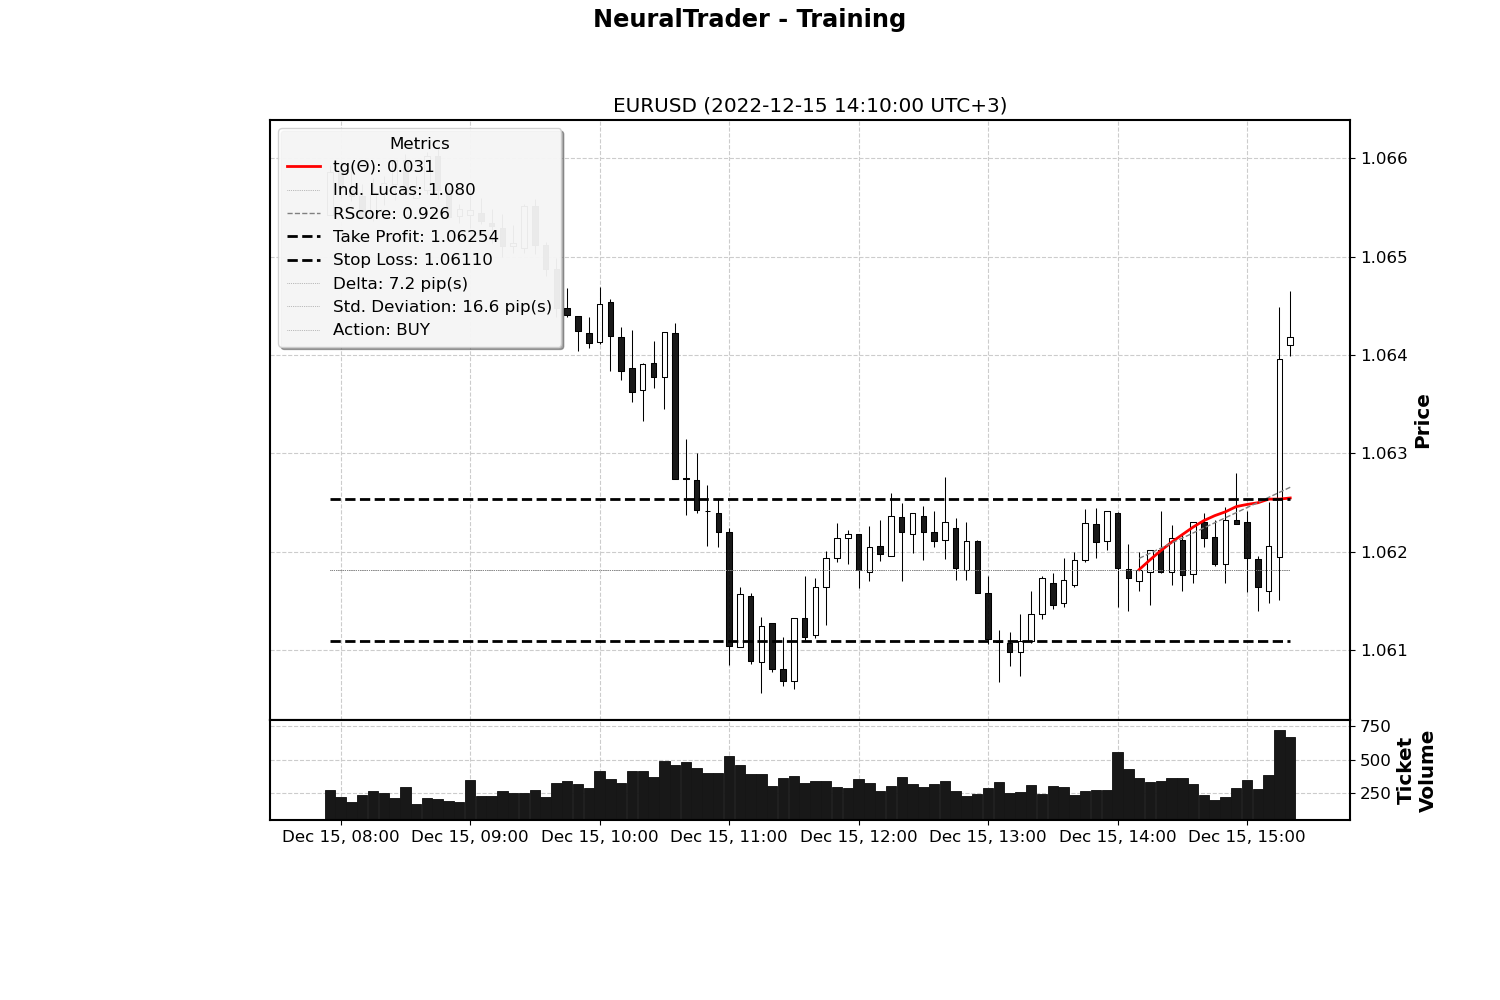 NeuralTrader - Training
EURUSD (2022-12-15 14:10:00 UTC+3)
Metrics
tg(Θ): 0.031
Ind. Lucas: 1.080
RScore: 0.926
Take Profit: 1.06254
Stop Loss: 1.06110
Delta: 7.2 pip(s)
Std. Deviation: 16.6 pip(s)
Action: BUY
1.066
1.065
1.064
1.063
1.062
1.061
Price
750
500
250
Ticket
Volume
Dec 15, 08:00
Dec 15, 09:00
Dec 15, 10:00
Dec 15, 11:00
Dec 15, 12:00
Dec 15, 13:00
Dec 15, 14:00
Dec 15, 15:00